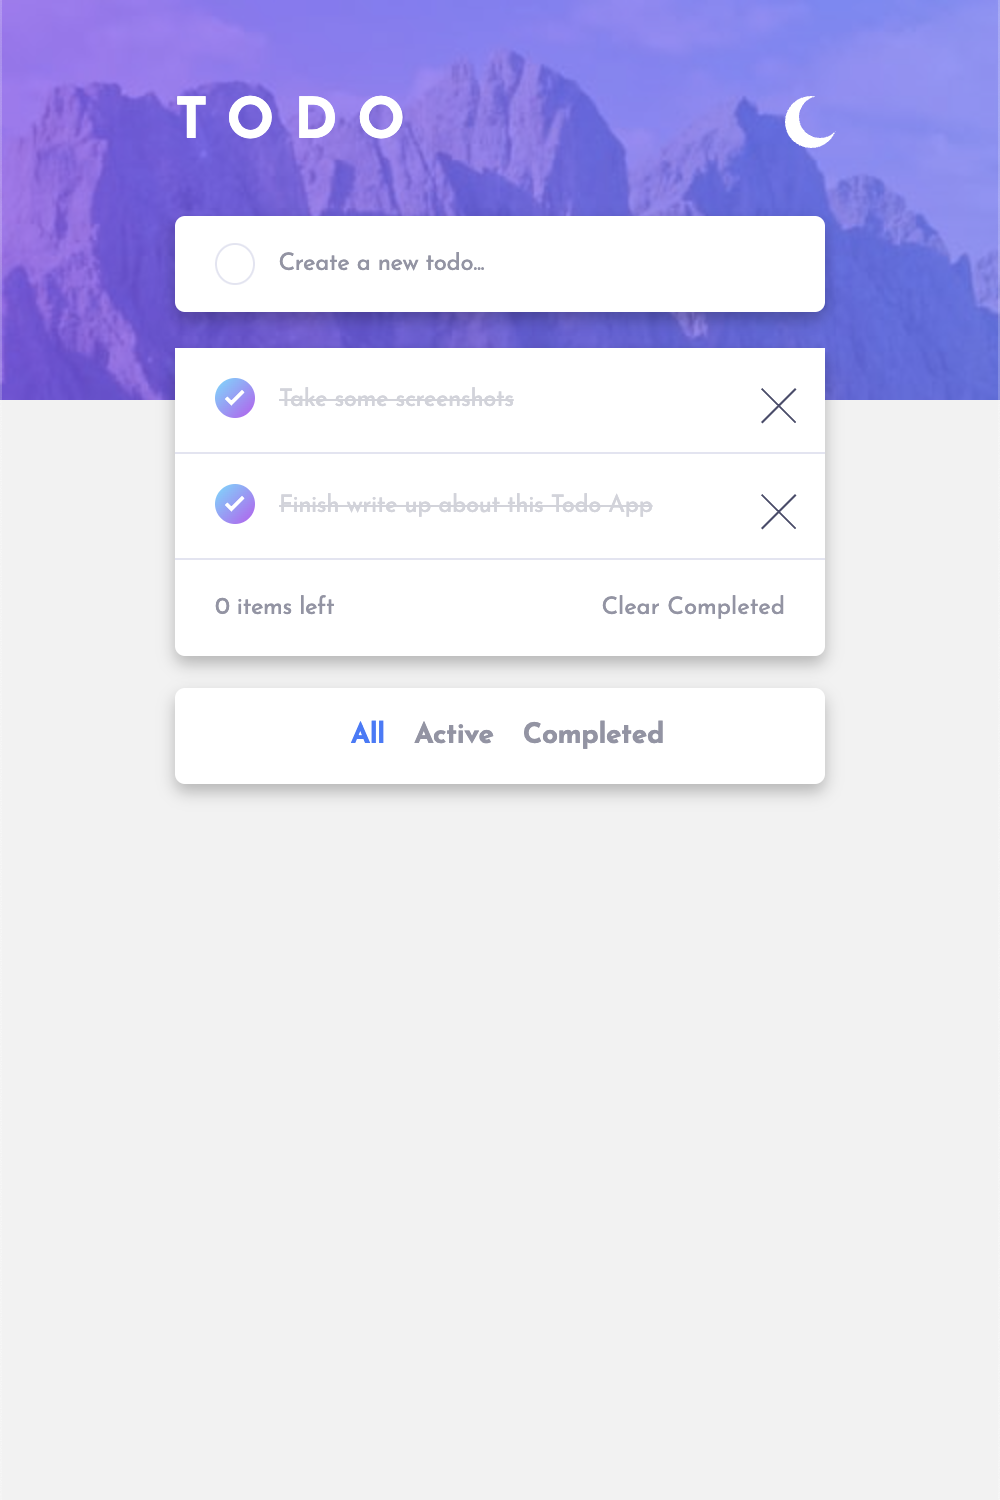 TODO
Create a new todo...
Take some screenshots
Finish write up about this Todo App
0 items left
Clear Completed
All Active Completed